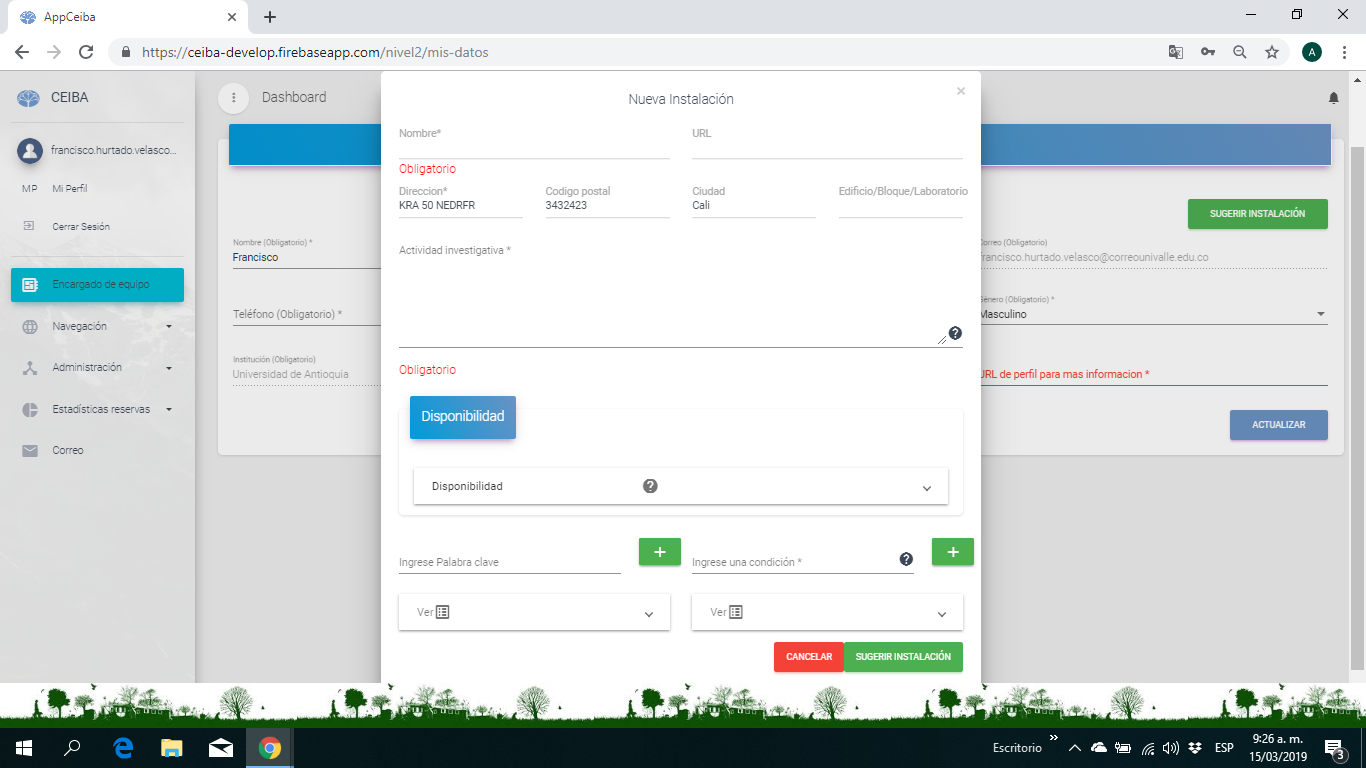 AppCeiba
https://ceiba-develop.firebaseapp.com/nivel2/mis-datos
A
CEIBA
Dashboard
francisco.hurtado.velasco...
MP Mi Perfil
Cerrar Sesión
Encargado de equipo
Navegación
Administración
Estadísticas reservas
Correo
SUGERIR INSTALACIÓN
Nombre (Obligatorio) *
Francisco
Correo (Obligatorio)
francisco.hurtado.velasco@correounivalle.edu.co
Teléfono (Obligatorio) *
Género (Obligatorio) *
Masculino
Institución (Obligatorio)
Universidad de Antioquia
URL de perfil para mas informacion *
ACTUALIZAR
Nueva Instalación
×
Nombre*
URL
Obligatorio
Direccion*
KRA 50 NEDRFR
Codigo postal
3432423
Ciudad
Cali
Edificio/Bloque/Laboratorio
Actividad investigativa *
Obligatorio
Disponibilidad
Disponibilidad
Ingrese Palabra clave
+
Ingrese una condición *
+
Ver
Ver
CANCELAR
SUGERIR INSTALACIÓN
Escritorio
ESP
9:26 a. m.
15/03/2019
3